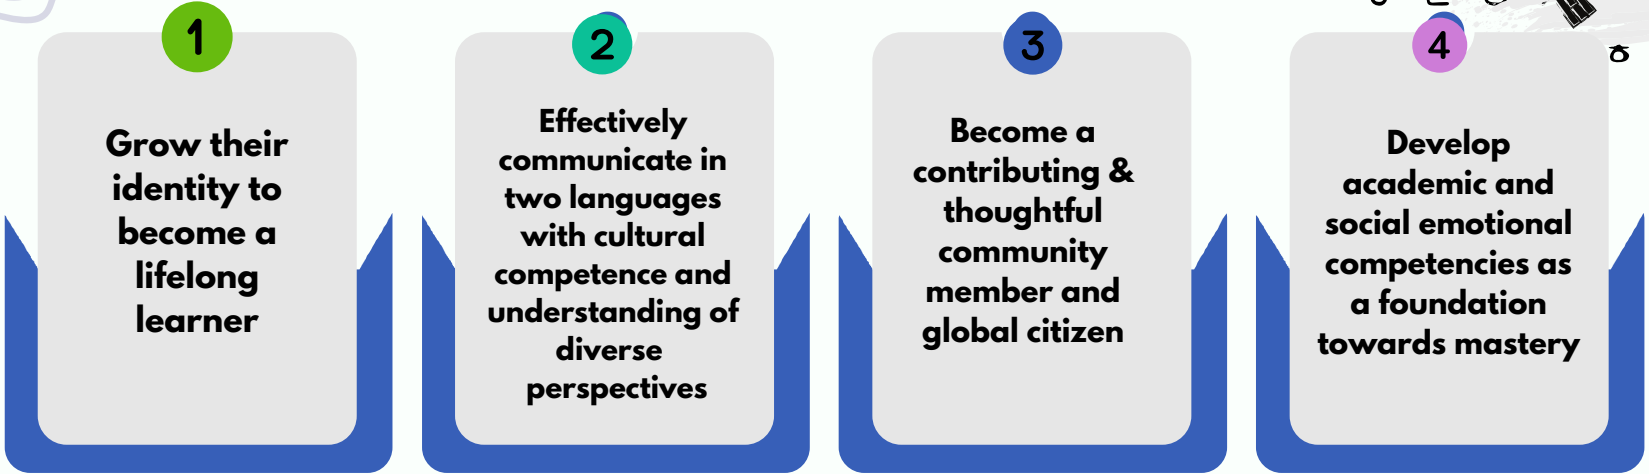 1
Grow their
identity to
become a
lifelong
learner
2
Effectively
communicate in
two languages
with cultural
competence and
understanding of
diverse
perspectives
3
Become a
contributing &
thoughtful
community
member and
global citizen
4
Develop
academic and
social emotional
competencies as
a foundation
towards mastery